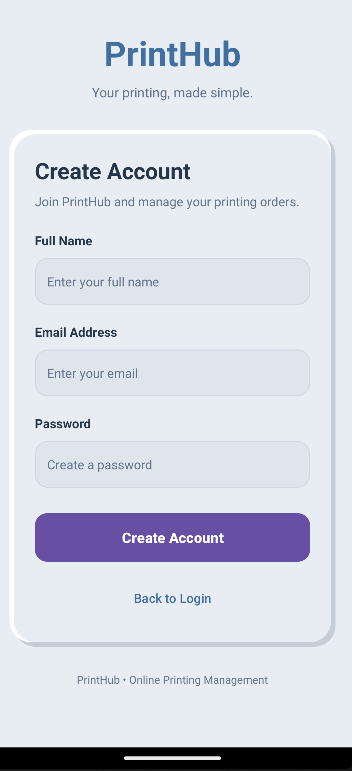 PrintHub
Your printing, made simple.
Create Account
Join PrintHub and manage your printing orders.
Full Name
Enter your full name
Email Address
Enter your email
Password
Create a password
Create Account
Back to Login
PrintHub • Online Printing Management